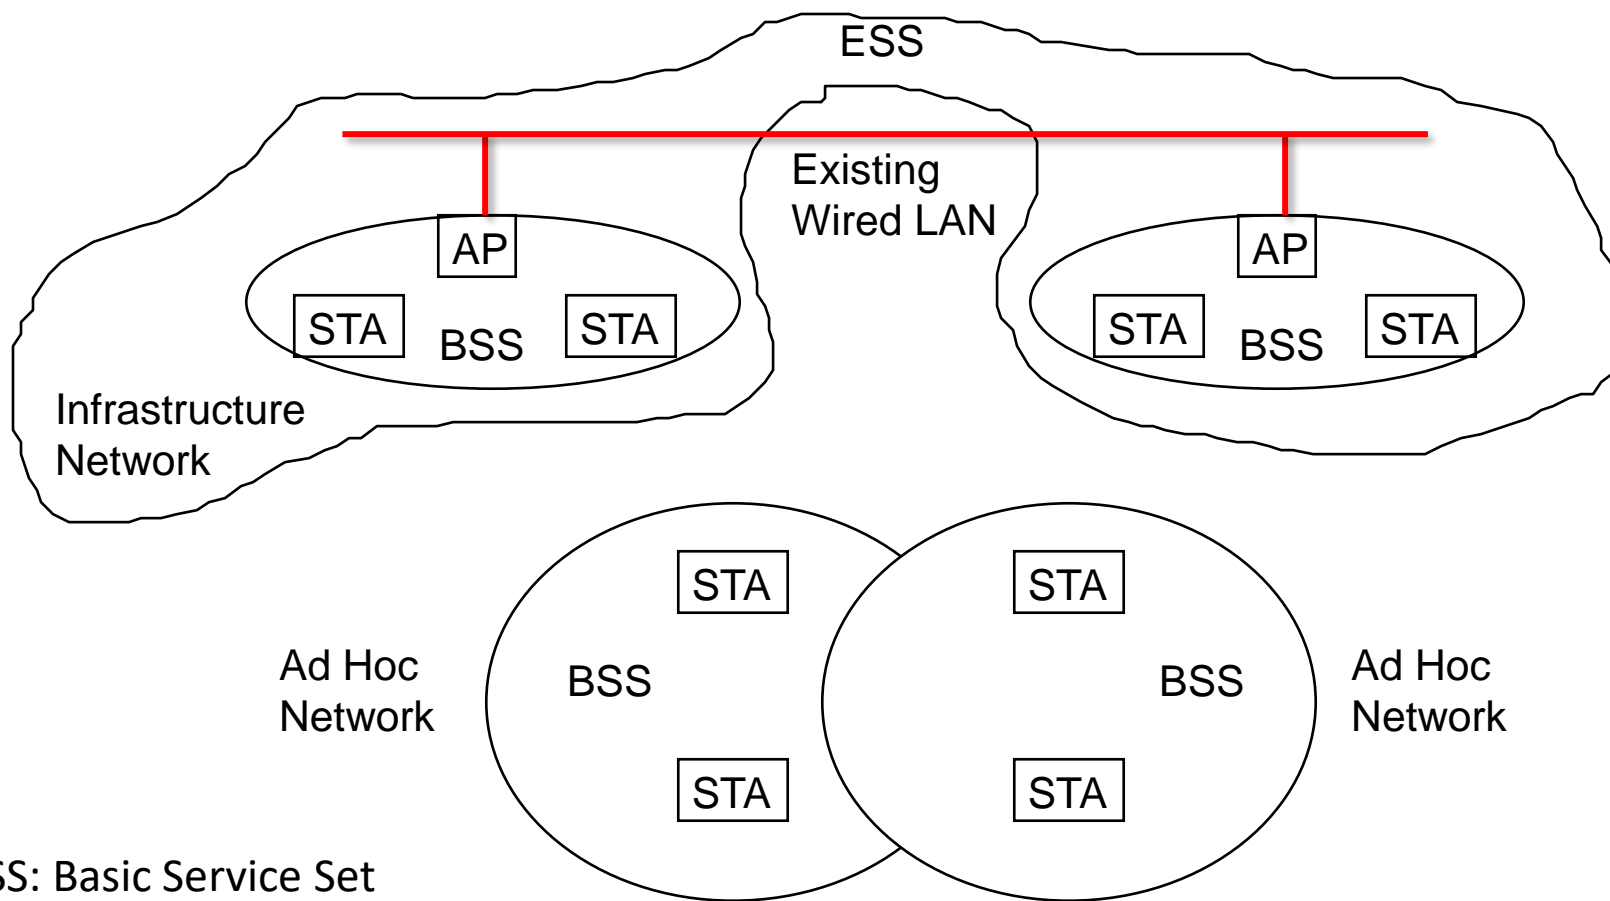 ESS
Existing
Wired LAN
AP
AP
STA
BSS
STA
STA
BSS
STA
Infrastructure
Network
STA
STA
Ad Hoc
Network
BSS
BSS
Ad Hoc
Network
STA
STA
SS: Basic Service Set